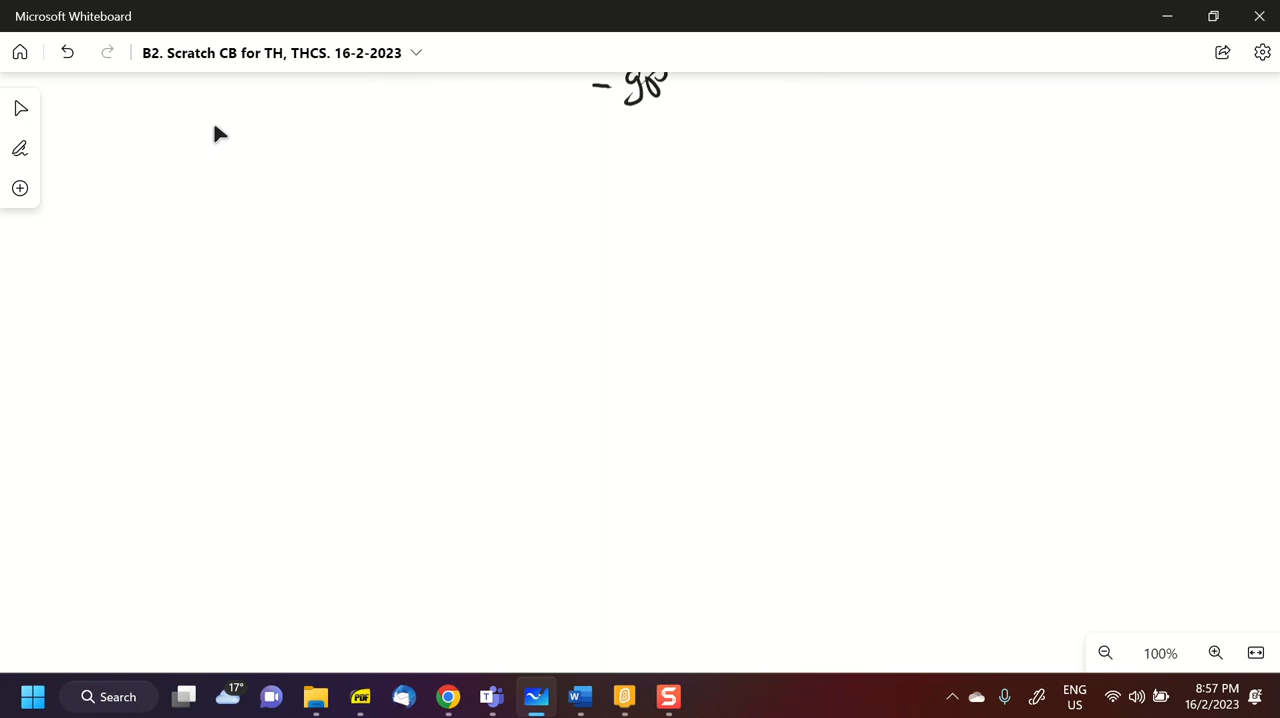 Microsoft Whiteboard
B2. Scratch CB for TH, THCS. 16-2-2023
100%
Search
17°
PDF
ENG
US
8:57 PM
16/2/2023